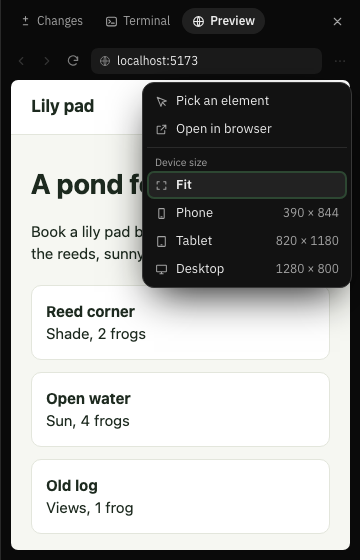 Changes
Terminal
Preview
localhost:5173
Lily pad
Pick an element
Open in browser
Device size
Fit
Phone 390 × 844
Tablet 820 × 1180
Desktop 1280 × 800
A pond
Book a lily pad
the reeds, sunny
Reed corner
Shade, 2 frogs
Open water
Sun, 4 frogs
Old log
Views, 1 frog